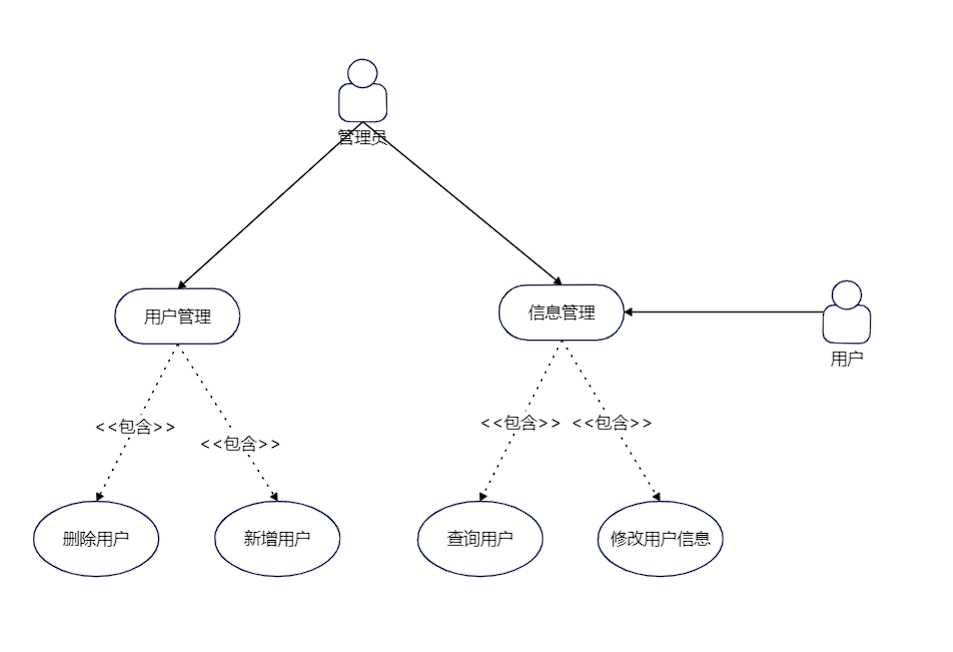 管理员
用户管理
信息管理
用户
<<包含>>
<<包含>>
<<包含>>
<<包含>>
删除用户
新增用户
查询用户
修改用户信息